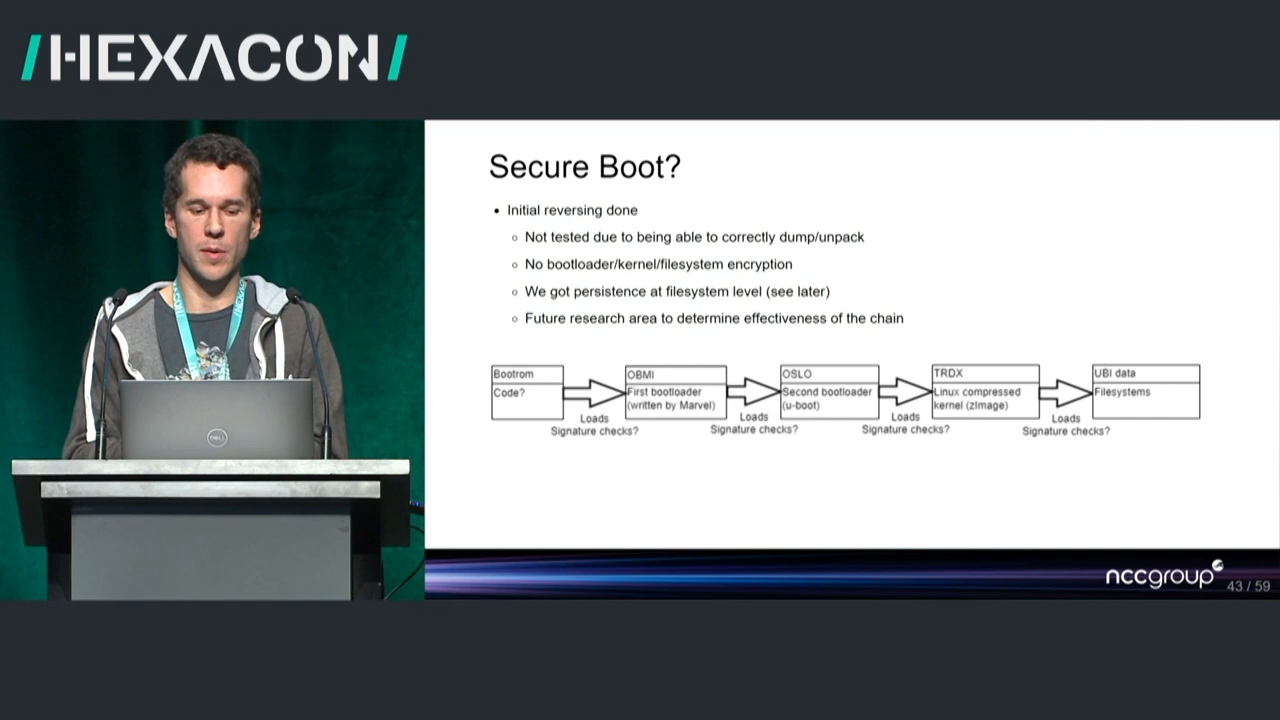 /HEXACON/
Secure Boot?
• Initial reversing done
○ Not tested due to being able to correctly dump/unpack
○ No bootloader/kernel/filesystem encryption
○ We got persistence at filesystem level (see later)
○ Future research area to determine effectiveness of the chain
Bootrom
Code?
Loads
Signature checks?
OBMI
First bootloader
(written by Marvel)
Loads
Signature checks?
OSLO
Second bootloader
(u-boot)
Loads
Signature checks?
TRDX
Linux compressed
kernel (zImage)
Loads
Signature checks?
UBI data
Filesystems
DELL
nccgroup
43 / 59